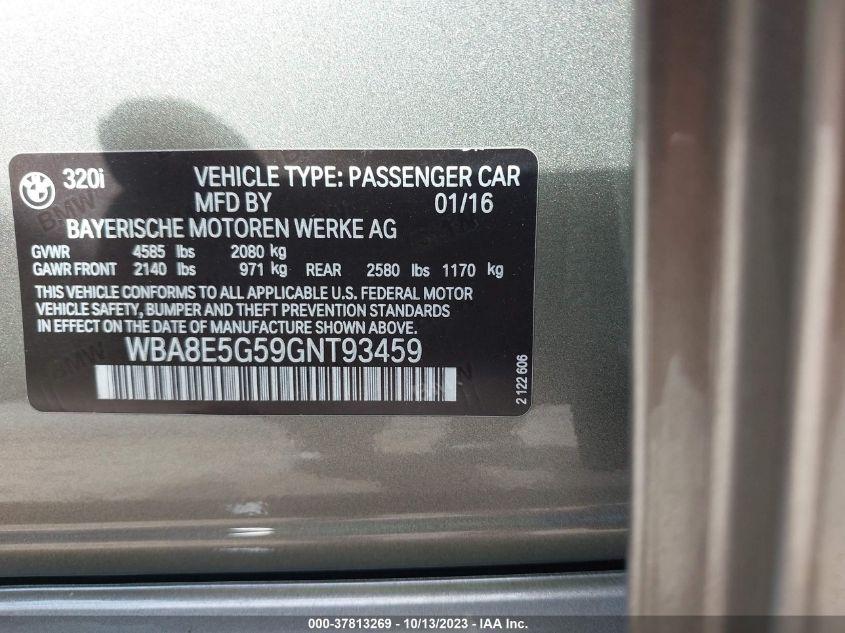 320i VEHICLE TYPE: PASSENGER CAR
MFD BY 01/16
BAYERISCHE MOTOREN WERKE AG
GVWR 4585 lbs 2080 kg
GAWR FRONT 2140 lbs 971 kg REAR 2580 lbs 1170 kg
THIS VEHICLE CONFORMS TO ALL APPLICABLE U.S. FEDERAL MOTOR
VEHICLE SAFETY, BUMPER AND THEFT PREVENTION STANDARDS
IN EFFECT ON THE DATE OF MANUFACTURE SHOWN ABOVE.
WBA8E5G59GNT93459
2 122 606
000-37813269 - 10/13/2023 - IAA Inc.